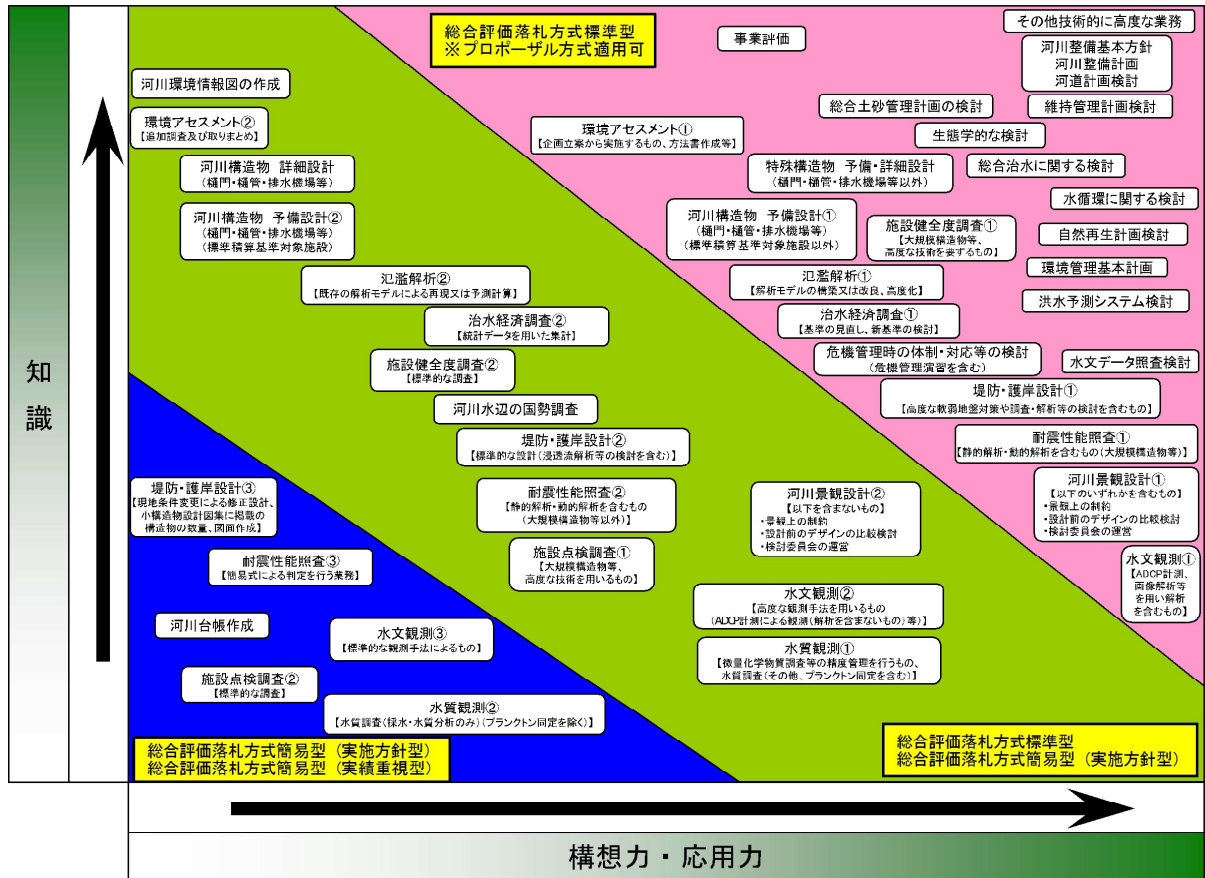 総合評価落札方式標準型
※プロポーザル方式適用可
事業評価
その他技術的に高度な業務
河川整備基本方針
河川整備計画
河道計画検討
河川環境情報図の作成
総合土砂管理計画の検討
維持管理計画検討
環境アセスメント②
【追加調査及び取りまとめ】
環境アセスメント①
【企画立案から実施するもの、方法書作成等】
生態学的な検討
河川構造物 詳細設計
(樋門・樋管・排水機場等)
特殊構造物 予備・詳細設計
(樋門・樋管・排水機場等以外)
総合治水に関する検討
水循環に関する検討
河川構造物 予備設計②
(樋門・樋管・排水機場等)
(標準積算基準対象施設)
河川構造物 予備設計①
(樋門・樋管・排水機場等)
(標準積算基準対象施設以外)
施設健全度調査①
【大規模構造物等、
高度な技術を要するもの】
自然再生計画検討
環境管理基本計画
氾濫解析②
【既存の解析モデルによる再現又は予測計算】
氾濫解析①
【解析モデルの構築又は改良、高度化】
洪水予測システム検討
治水経済調査②
【統計データを用いた集計】
治水経済調査①
【基準の見直し、新基準の検討】
施設健全度調査②
【標準的な調査】
危機管理時の体制・対応等の検討
(危機管理演習を含む)
水文データ照査検討
知識
河川水辺の国勢調査
堤防・護岸設計①
【高度な軟弱地盤対策や調査・解析等の検討を含むもの】
堤防・護岸設計②
【標準的な設計(浸透流解析等の検討を含む)】
耐震性能照査①
【静的解析・動的解析を含むもの(大規模構造物等)】
堤防・護岸設計③
【現地条件変更による修正設計、
小構造物設計図集に掲載の
構造物の数量、図面作成】
耐震性能照査②
【静的解析・動的解析を含むもの
(大規模構造物等以外)】
河川景観設計②
【以下を含まないもの】
・景観上の制約
・設計前のデザインの比較検討
・検討委員会の運営
河川景観設計①
【以下のいずれかを含むもの】
・景観上の制約
・設計前のデザインの比較検討
・検討委員会の運営
耐震性能照査③
【簡易式による判定を行う業務】
施設点検調査①
【大規模構造物等、
高度な技術を用いるもの】
水文観測①
【ADCP計測、
画像解析等
を用い解析
を含むもの】
河川台帳作成
水文観測③
【標準的な観測手法によるもの】
水文観測②
【高度な観測手法を用いるもの
(ADCP計測による観測(解析を含まないもの)等)】
施設点検調査②
【標準的な調査】
水質観測①
【微量化学物質調査等の精度管理を行うもの、
水質調査(その他、プランクトン同定を含む)】
水質観測②
【水質調査(採水・水質分析のみ)(プランクトン同定を除く)】
総合評価落札方式簡易型(実施方針型)
総合評価落札方式簡易型(実績重視型)
総合評価落札方式標準型
総合評価落札方式簡易型(実施方針型)
構想力・応用力